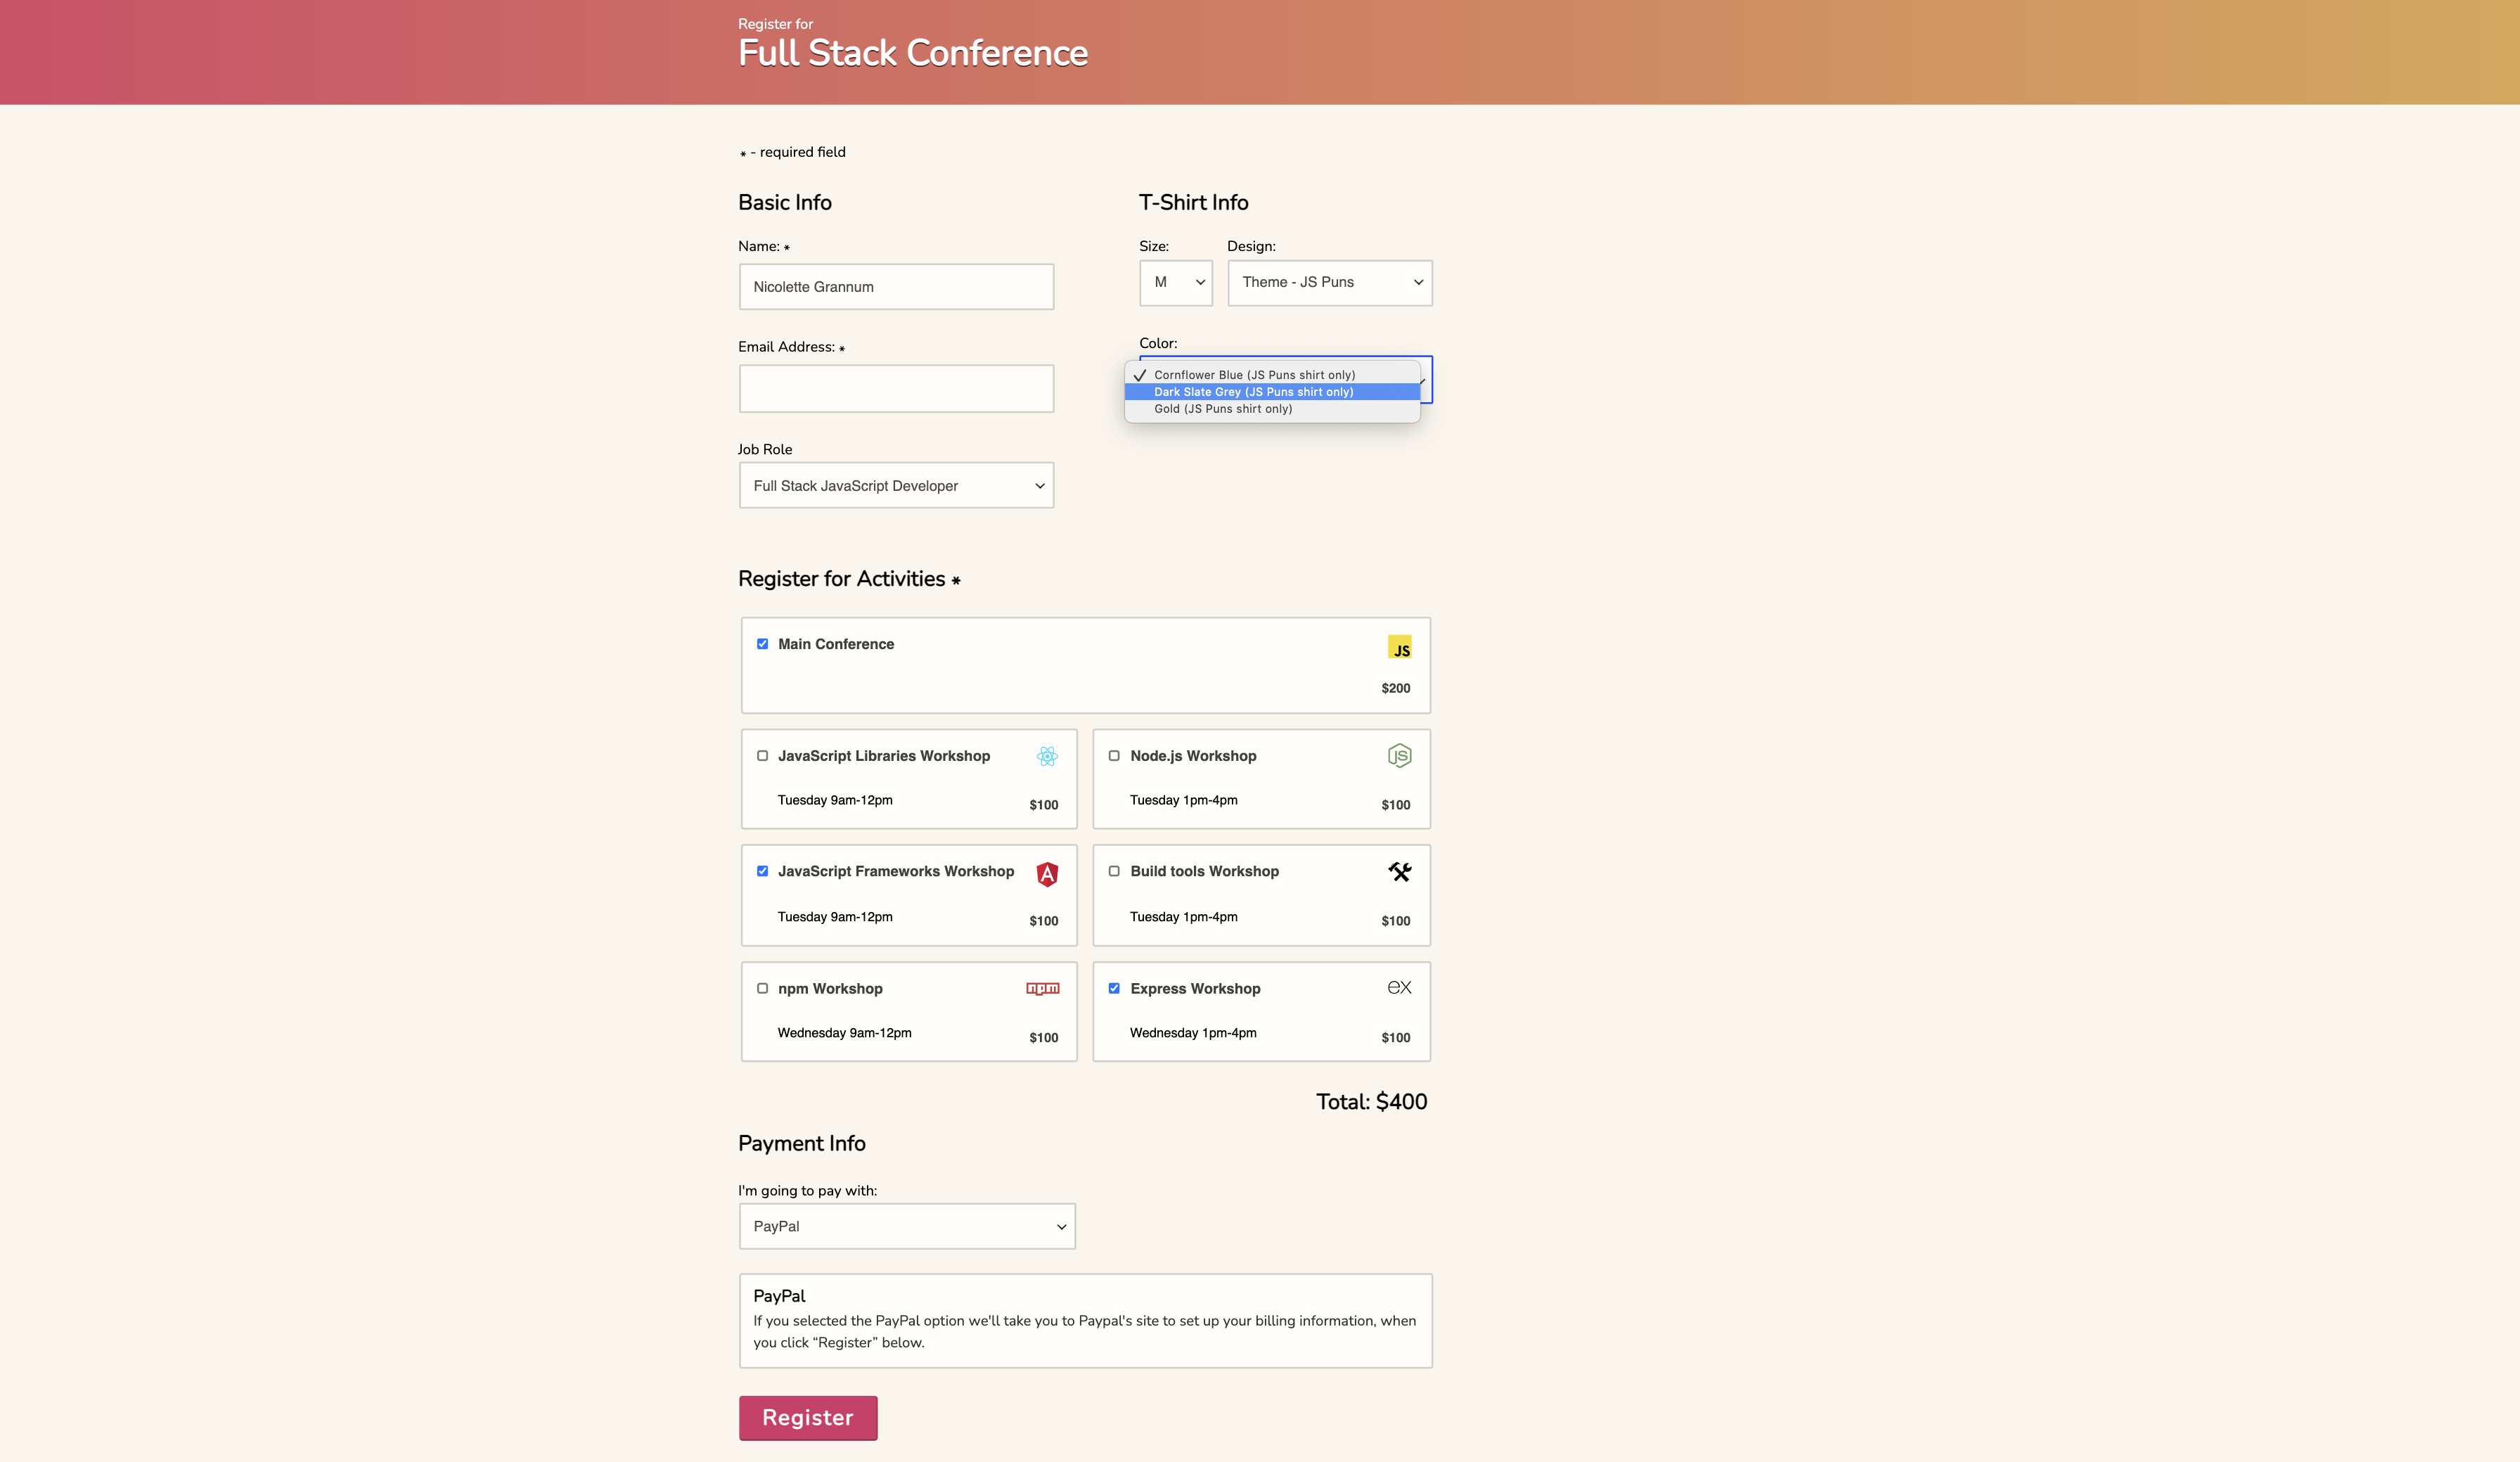 Register for
Full Stack Conference
* - required field
Basic Info
Name: *
Nicolette Grannum
Email Address: *
Job Role
Full Stack JavaScript Developer
T-Shirt Info
Size:
M
Design:
Theme - JS Puns
Color:
✓ Cornflower Blue (JS Puns shirt only)
Dark Slate Grey (JS Puns shirt only)
Gold (JS Puns shirt only)
Register for Activities *
Main Conference
JS
$200
JavaScript Libraries Workshop
Tuesday 9am-12pm
$100
Node.js Workshop
JS
Tuesday 1pm-4pm
$100
JavaScript Frameworks Workshop
A
Tuesday 9am-12pm
$100
Build tools Workshop
Tuesday 1pm-4pm
$100
npm Workshop
npm
Wednesday 9am-12pm
$100
Express Workshop
ex
Wednesday 1pm-4pm
$100
Total: $400
Payment Info
I'm going to pay with:
PayPal
PayPal
If you selected the PayPal option we'll take you to Paypal's site to set up your billing information, when
you click “Register” below.
Register